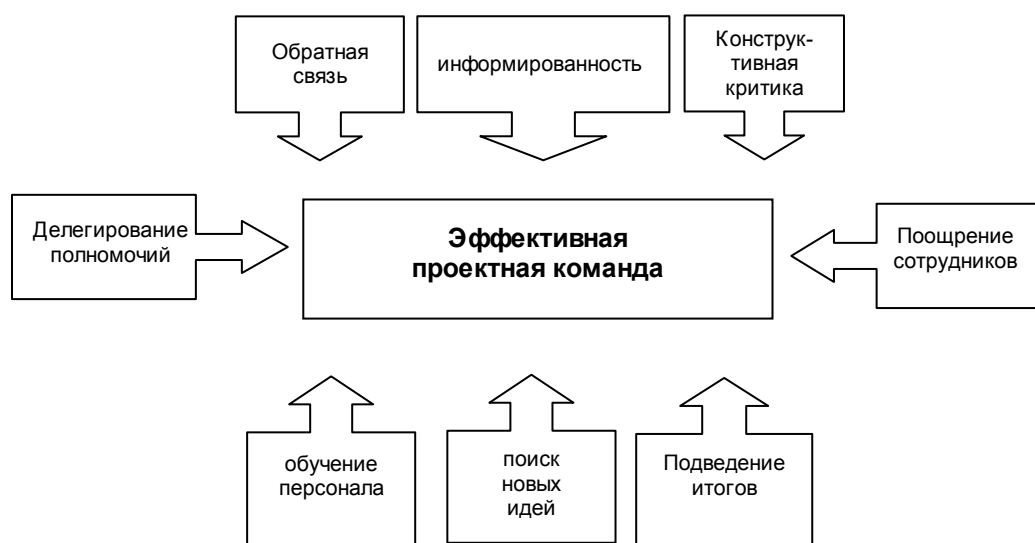 Обратная
связь
информированность
Конструк-
тивная
критика
Делегирование
полномочий
Эффективная
проектная команда
Поощрение
сотрудников
обучение
персонала
поиск
новых
идей
Подведение
итогов